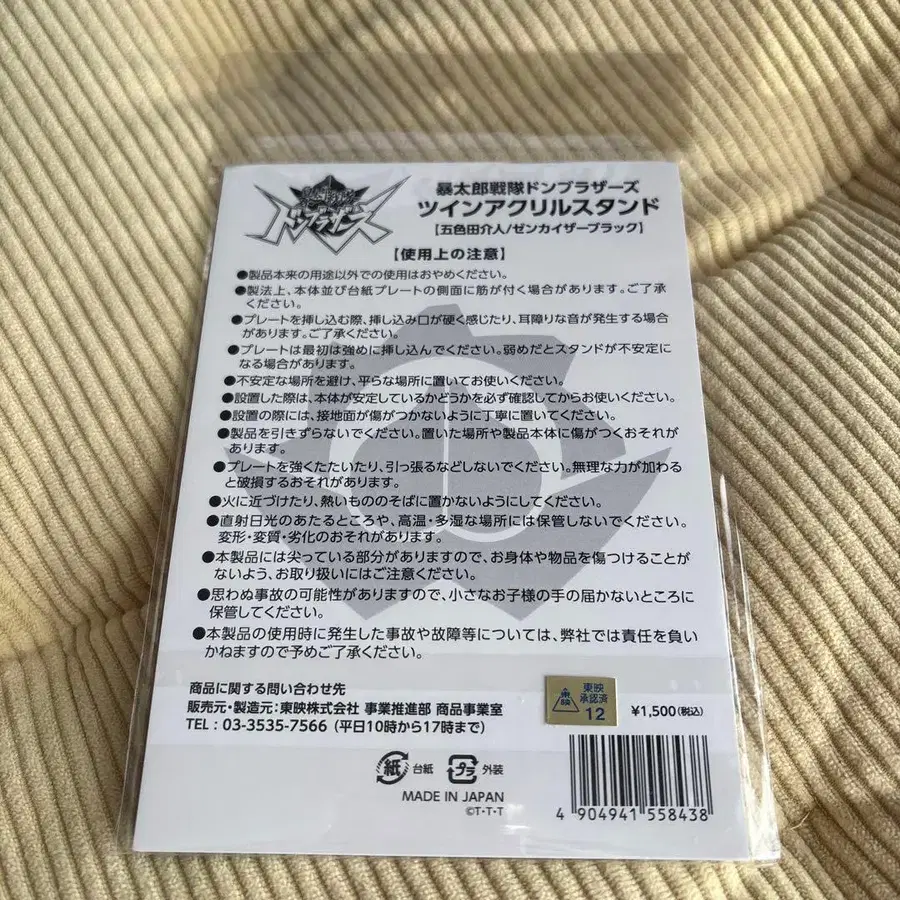 暴太郎戦隊
ドンブラザーズ
暴太郎戦隊ドンブラザーズ
ツインアクリルスタンド
【五色田介人/ゼンカイザーブラック】
【使用上の注意】
●製品本来の用途以外での使用はおやめください。
●製法上、本体並び台紙プレートの側面に筋が付く場合があります。ご了承
ください。
●プレートを挿し込む際、挿し込み口が硬く感じたり、耳障りな音が発生する場合
があります。ご了承ください。
●プレートは最初は強めに挿し込んでください。弱めだとスタンドが不安定に
なる場合があります。
●不安定な場所を避け、平らな場所に置いてお使いください。
●設置した際は、本体が安定しているかどうかを必ず確認してからお使いください。
●設置の際には、接地面が傷がつかないように丁寧に置いてください。
●製品を引きずらないでください。置いた場所や製品本体に傷がつくおそれが
あります。
●プレートを強くたたいたり、引っ張るなどしないでください。無理な力が加わる
と破損するおそれがあります。
●火に近づけたり、熱いもののそばに置かないようにしてください。
●直射日光のあたるところや、高温・多湿な場所には保管しないでください。
変形・変質・劣化のおそれがあります。
●本製品には尖っている部分がありますので、お身体や物品を傷つけることが
ないよう、お取り扱いにはご注意ください。
●思わぬ事故の可能性がありますので、小さなお子様の手の届かないところに
保管してください。
●本製品の使用時に発生した事故や故障等については、弊社では責任を負い
かねますので予めご了承ください。
商品に関する問い合わせ先
販売元・製造元:東映株式会社 事業推進部 商品事業室
TEL : 03-3535-7566 (平日10時から17時まで)
東映
東映
承認済
12
¥1,500(税込)
紙 台紙 プラ 外装
MADE IN JAPAN
©T・T・T
4 904941 558438